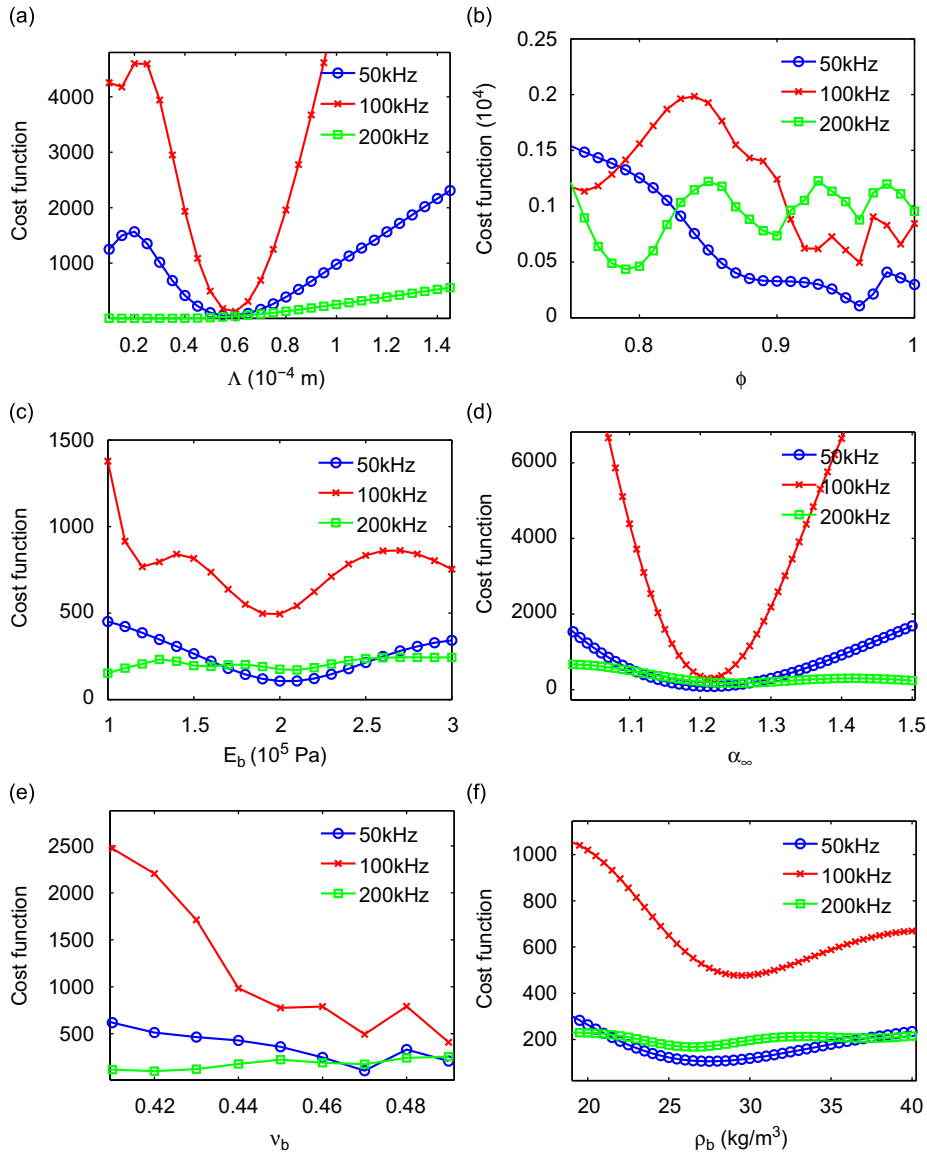 (a)
4000
3000
2000
1000
Cost function
50kHz
100kHz
200kHz
0.2 0.4 0.6 0.8 1 1.2 1.4
Λ (10⁻⁴ m)
(b)
0.25
0.2
0.15
0.1
0.05
0
Cost function (10⁴)
50kHz
100kHz
200kHz
0.8 0.9 1
ϕ
(c)
1500
1000
500
0
Cost function
50kHz
100kHz
200kHz
1 1.5 2 2.5 3
E_b (10⁵ Pa)
(d)
6000
4000
2000
0
Cost function
50kHz
100kHz
200kHz
1.1 1.2 1.3 1.4 1.5
α_∞
(e)
2500
2000
1500
1000
500
Cost function
50kHz
100kHz
200kHz
0.42 0.44 0.46 0.48
ν_b
(f)
1000
800
600
400
200
Cost function
50kHz
100kHz
200kHz
20 25 30 35 40
ρ_b (kg/m³)